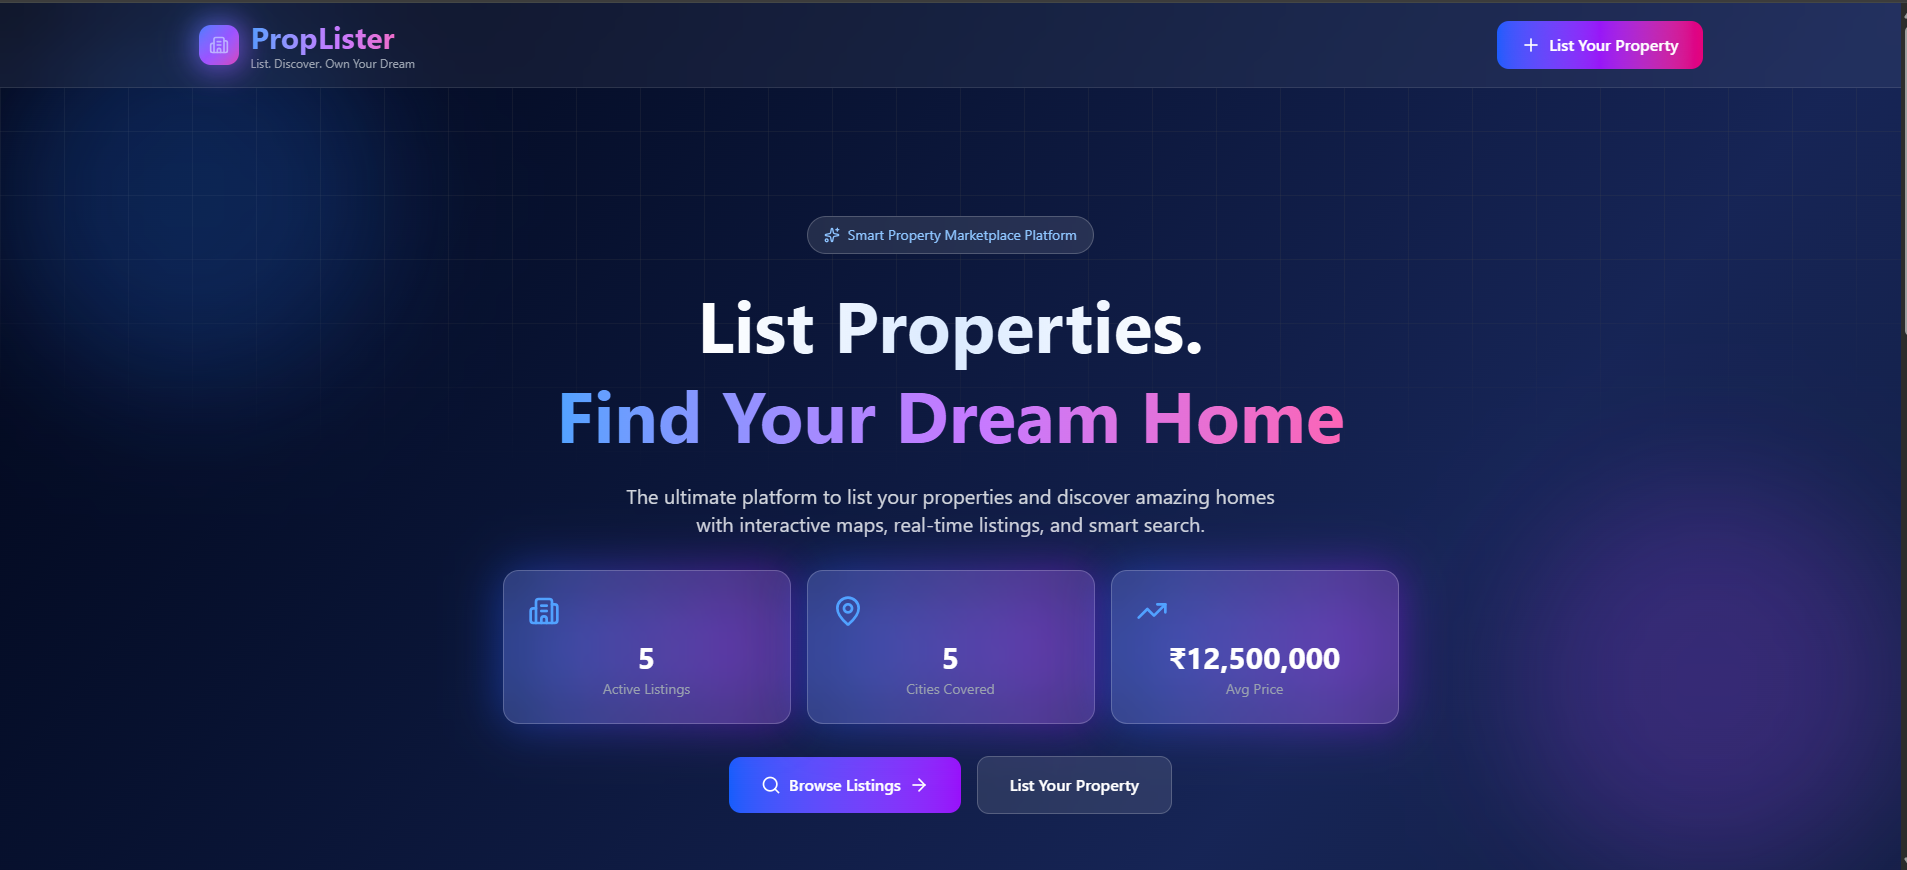 PropLister
List. Discover. Own Your Dream
List Your Property
Smart Property Marketplace Platform
List Properties.
Find Your Dream Home
The ultimate platform to list your properties and discover amazing homes
with interactive maps, real-time listings, and smart search.
5
Active Listings
5
Cities Covered
₹12,500,000
Avg Price
Browse Listings
List Your Property